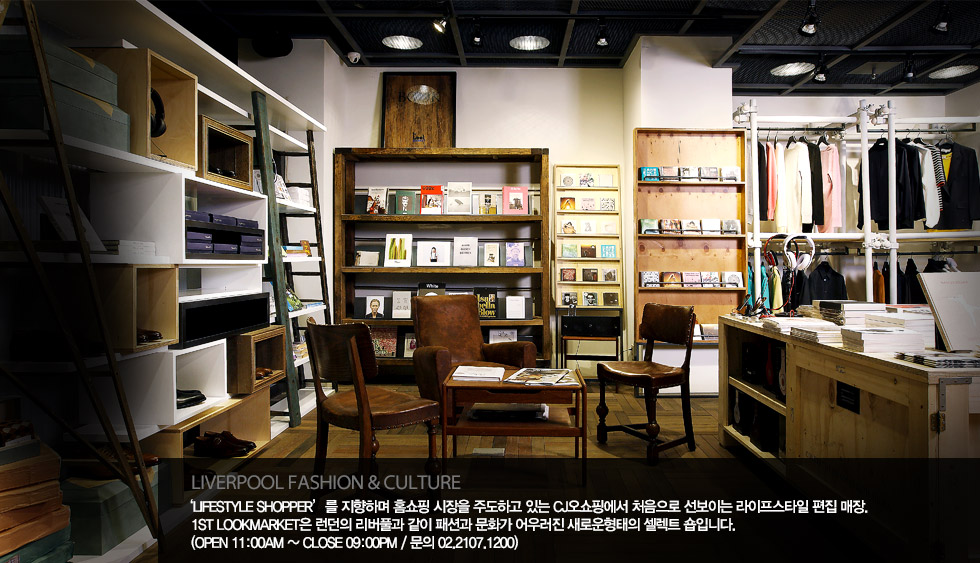 White
Isabella Blow
LIVERPOOL FASHION & CULTURE
‘LIFESTYLE SHOPPER’를 지향하며 홈쇼핑 시장을 주도하고 있는 CJ오쇼핑에서 처음으로 선보이는 라이프스타일 편집 매장.
1ST LOOKMARKET은 런던의 리버풀과 같이 패션과 문화가 어우러진 새로운형태의 셀렉트 숍입니다.
(OPEN 11:00AM ~ CLOSE 09:00PM / 문의 02.2107.1200)